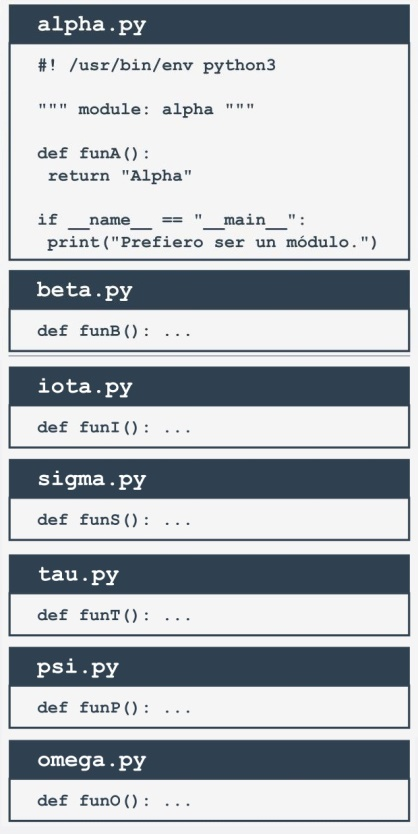 alpha.py
#! /usr/bin/env python3
""" module: alpha """
def funA():
 return "Alpha"
if __name__ == "__main__":
 print("Prefiero ser un módulo.")
beta.py
def funB(): ...
iota.py
def funI(): ...
sigma.py
def funS(): ...
tau.py
def funT(): ...
psi.py
def funP(): ...
omega.py
def funO(): ...